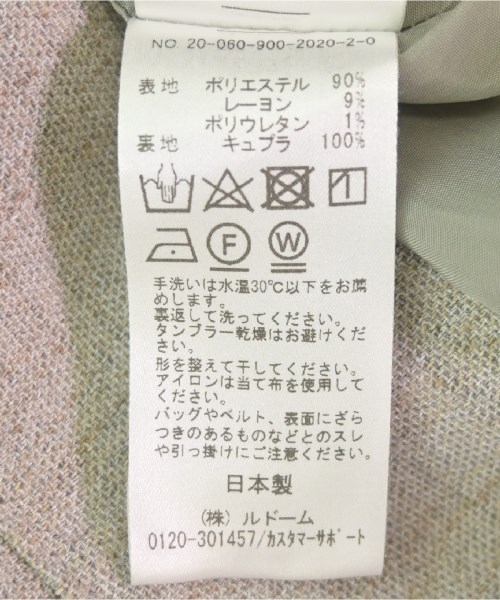 NO. 20-060-900-2020-2-0
表地 ポリエステル 90%
レーヨン 9%
ポリウレタン 1%
裏地 キュプラ 100%
F W
手洗いは水温30℃以下をお薦
めします。
裏返して洗ってください。
タンブラー乾燥はお避けくださ
い。
形を整えて干してください。
アイロンは当て布を使用して
ください。
バッグやベルト、表面にざら
つきのあるものなどとのスレ
や引っ掛けにご注意ください。
日本製
(株) ルドーム
0120-301457/ｶｽﾀﾏｰｻﾎﾟｰﾄ